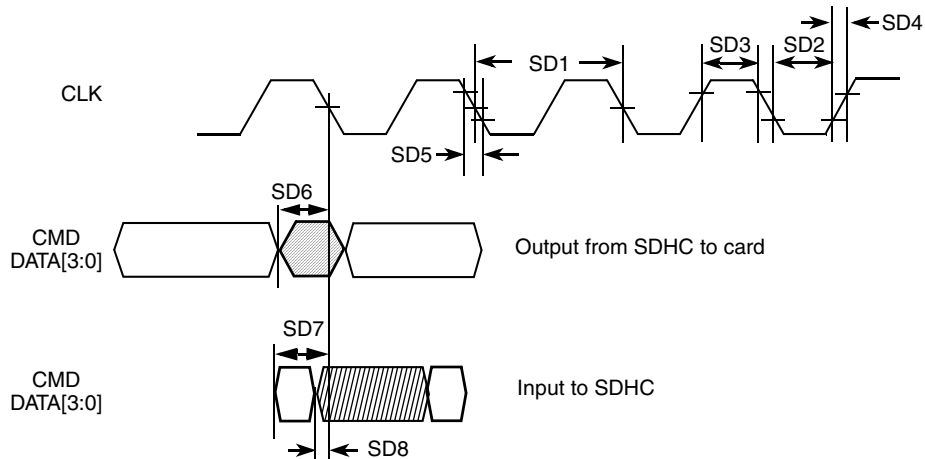 SD4
SD3
SD2
SD1
CLK
SD5
SD6
CMD
DATA[3:0]
Output from SDHC to card
SD7
CMD
DATA[3:0]
Input to SDHC
SD8